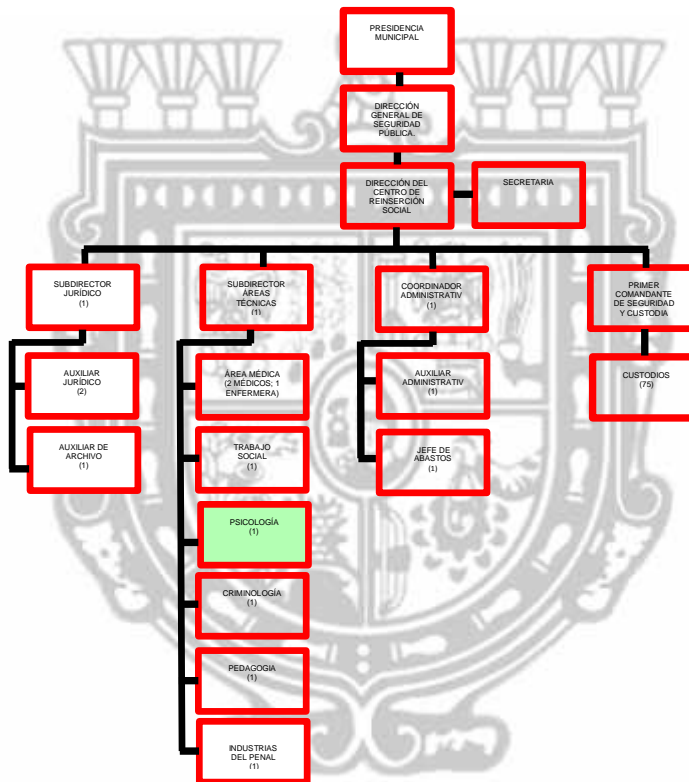 PRESIDENCIA
MUNICIPAL
DIRECCIÓN
GENERAL DE
SEGURIDAD
PÚBLICA.
DIRECCIÓN DEL
CENTRO DE
REINSERCIÓN
SOCIAL
SECRETARIA
SUBDIRECTOR
JURÍDICO
(1)
SUBDIRECTOR
ÁREAS
TÉCNICAS
(1)
COORDINADOR
ADMINISTRATIV
(1)
PRIMER
COMANDANTE
DE SEGURIDAD
Y CUSTODIA
AUXILIAR
JURÍDICO
(2)
ÁREA MÉDICA
(2 MÉDICOS; 1
ENFERMERA)
AUXILIAR
ADMINISTRATIV
(1)
CUSTODIOS
(75)
AUXILIAR DE
ARCHIVO
(1)
TRABAJO
SOCIAL
(1)
JEFE DE
ABASTOS
(1)
PSICOLOGÍA
(1)
CRIMINOLOGÍA
(1)
PEDAGOGIA
(1)
INDUSTRIAS
DEL PENAL
(1)